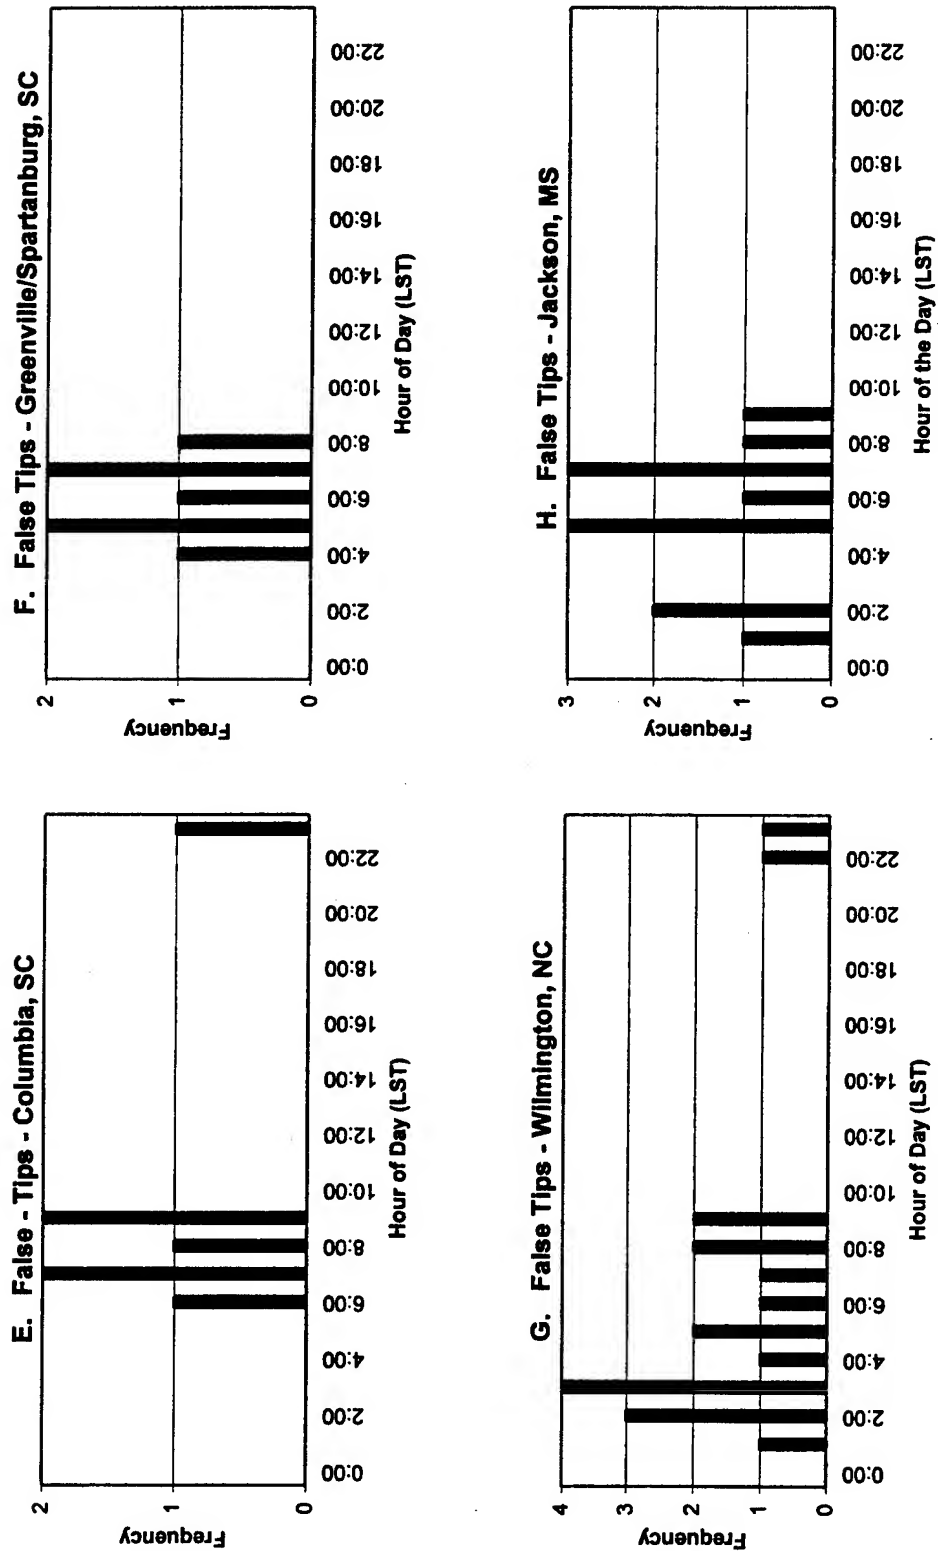 E. False - Tips - Columbia, SC
Frequency
2
1
0
0:00 2:00 4:00 6:00 8:00 10:00 12:00 14:00 16:00 18:00 20:00 22:00
Hour of Day (LST)
F. False Tips - Greenville/Spartanburg, SC
Frequency
2
1
0
0:00 2:00 4:00 6:00 8:00 10:00 12:00 14:00 16:00 18:00 20:00 22:00
Hour of Day (LST)
G. False Tips - Wilmington, NC
Frequency
4
3
2
1
0
0:00 2:00 4:00 6:00 8:00 10:00 12:00 14:00 16:00 18:00 20:00 22:00
Hour of Day (LST)
H. False Tips - Jackson, MS
Frequency
3
2
1
0
0:00 2:00 4:00 6:00 8:00 10:00 12:00 14:00 16:00 18:00 20:00 22:00
Hour of the Day (LST)